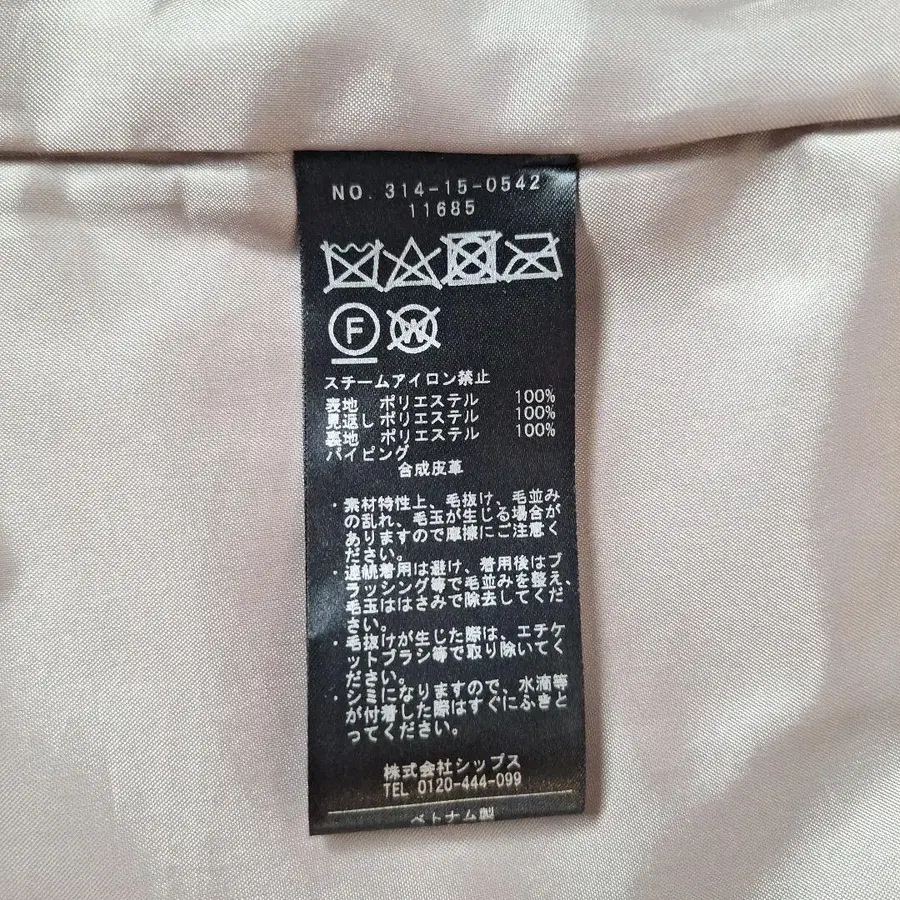 NO. 314-15-0542
11685
F
W
スチームアイロン禁止
表地 ポリエステル 100%
見返し ポリエステル 100%
裏地 ポリエステル 100%
パイピング
合成皮革
・素材特性上、毛抜け、毛並み
の乱れ、毛玉が生じる場合が
ありますので摩擦にご注意く
ださい。
・連続着用は避け、着用後はブ
ラッシング等で毛並みを整え、
毛玉ははさみで除去してくだ
さい。
・毛抜けが生じた際は、エチケ
ットブラシ等で取り除いてく
ださい。
・シミになりますので、水滴等
が付着した際はすぐにふきと
ってください。
株式会社シップス
TEL 0120-444-099
ベトナム製